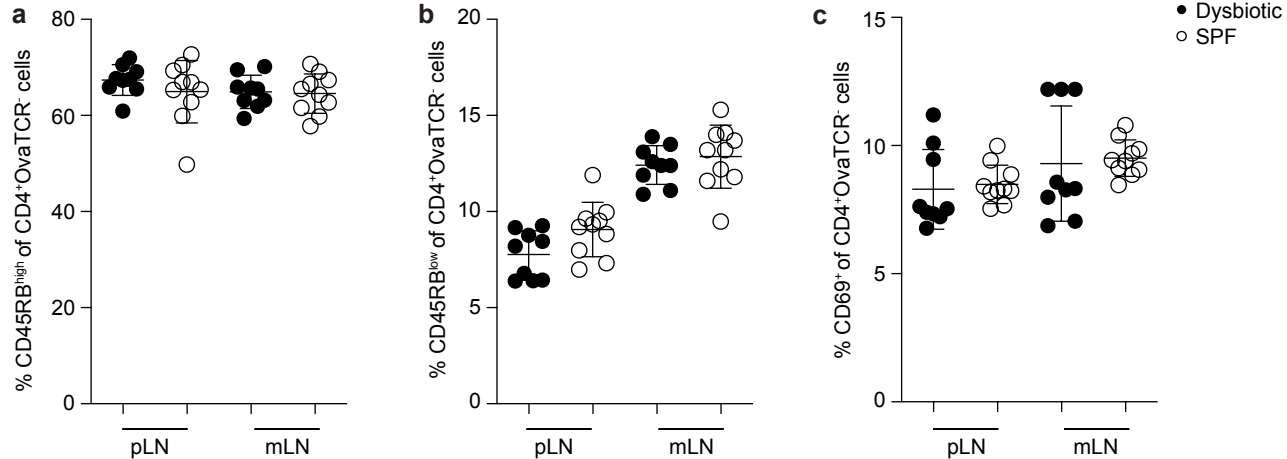 a
% CD45RBhigh of CD4+OvaTCR- cells
80
60
40
20
0
pLN
mLN
b
% CD45RBlow of CD4+OvaTCR- cells
20
15
10
5
0
pLN
mLN
c
% CD69+ of CD4+OvaTCR- cells
15
10
5
0
pLN
mLN
Dysbiotic
SPF